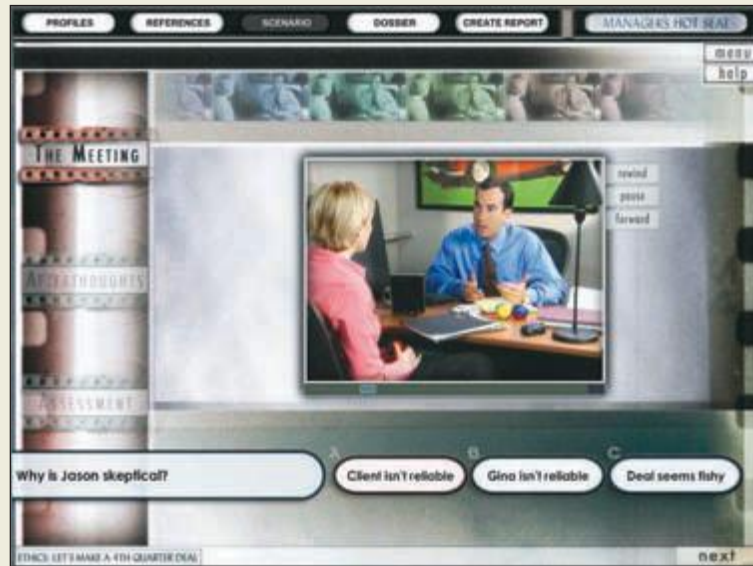 PROFILES
REFERENCES
SCENARIO
DOSSIER
CREATE REPORT
MANAGER'S HOT SEAT
menu
help
THE MEETING
rewind
pause
forward
AFTERTHOUGHTS
ASSESSMENT
Why is Jason skeptical?
A
Client isn't reliable
B
Gina isn't reliable
C
Deal seems fishy
ETHICS: LET'S MAKE A 4TH QUARTER DEAL
next